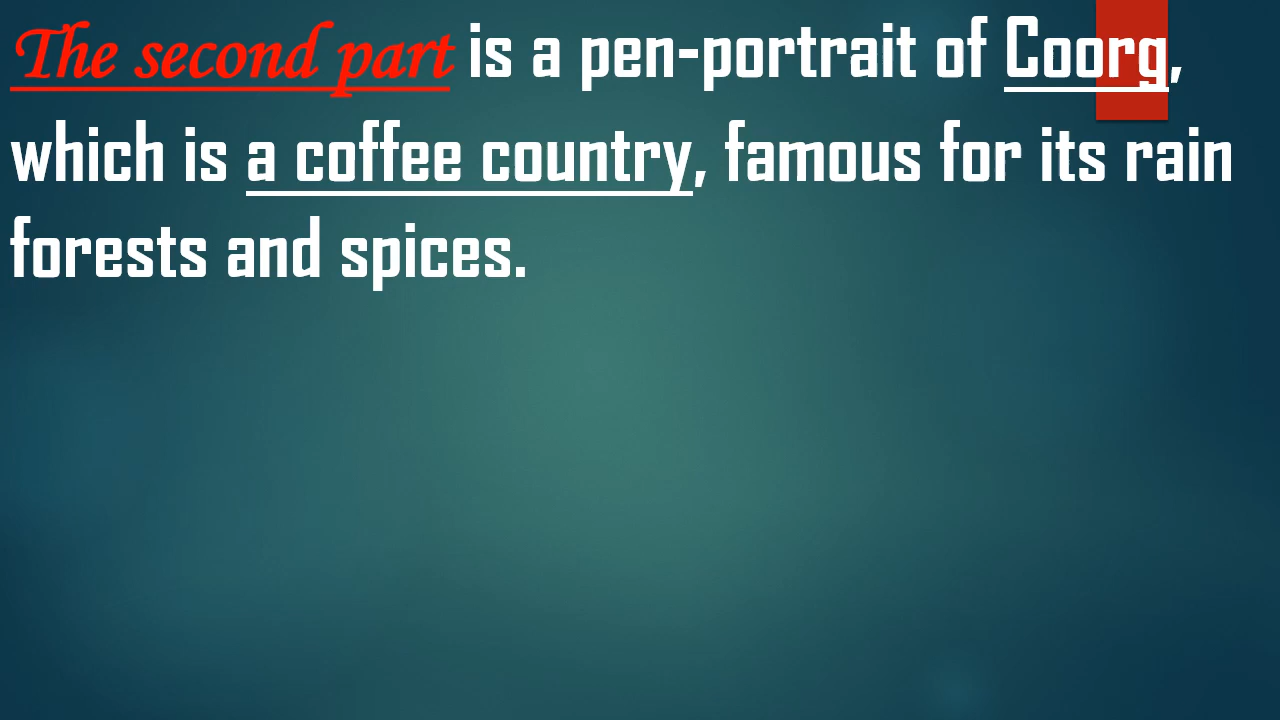 The second part is a pen-portrait of Coorg,
which is a coffee country, famous for its rain
forests and spices.